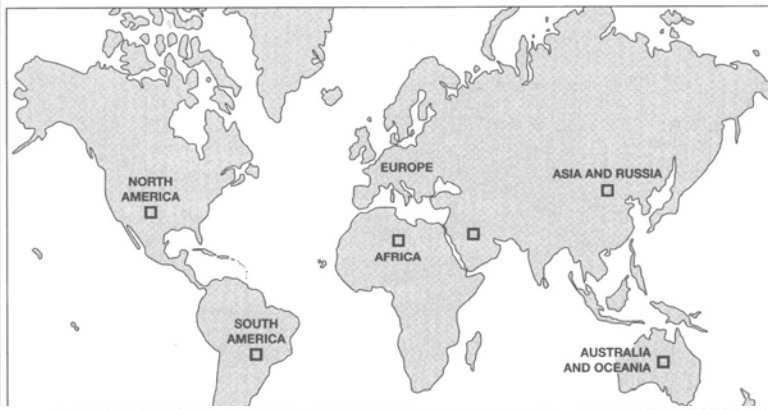 EUROPE
ASIA AND RUSSIA
NORTH
AMERICA
AFRICA
SOUTH
AMERICA
AUSTRALIA
AND OCEANIA